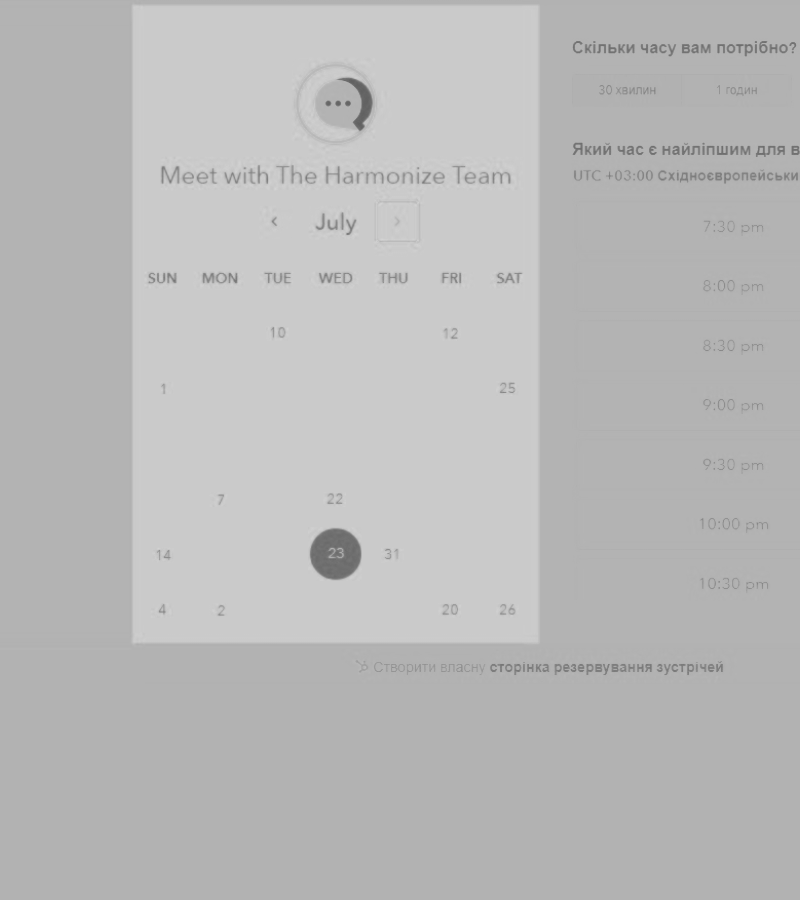 Meet with The Harmonize Team
July
SUN MON TUE WED THU FRI SAT
10 12
1 25
7 22
14 23 31
4 2 20 26
Скільки часу вам потрібно?
30 хвилин 1 годин
Який час є найліпшим для в
UTC +03:00 Східноєвропейськи
7:30 pm
8:00 pm
8:30 pm
9:00 pm
9:30 pm
10:00 pm
10:30 pm
Створити власну сторінка резервування зустрічей